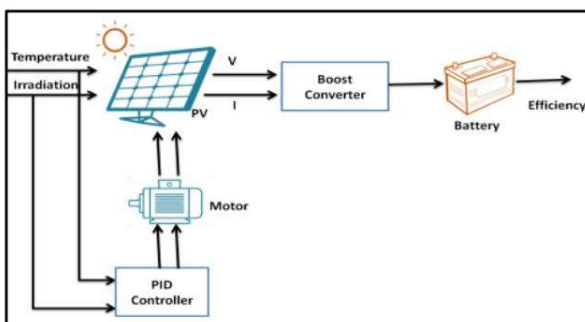 Temperature
Irradiation
V
I
PV
Boost
Converter
Battery
Efficiency
Motor
PID
Controller